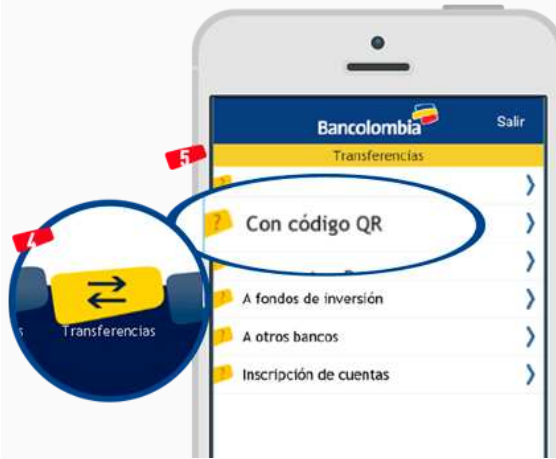 Bancolombia
Salir
5
Transferencias
?
? Con código QR
4
? A fondos de inversión
Transferencias
? A otros bancos
? Inscripción de cuentas